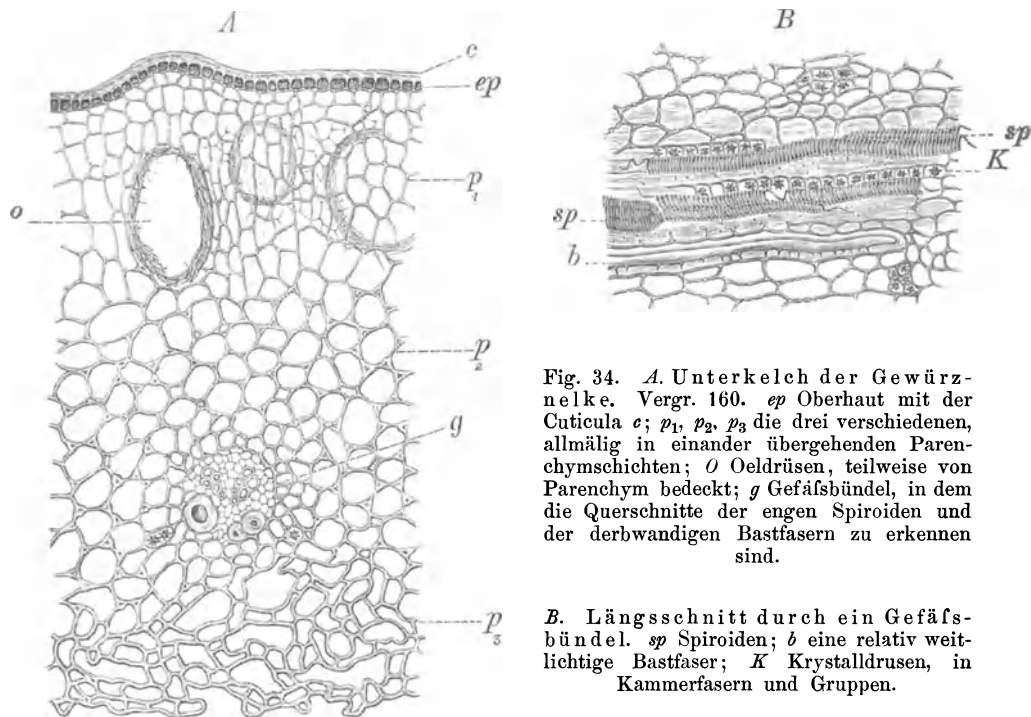 A
c
ep
p1
o
p2
g
p3
B
sp
K
sp
b
Fig. 34. A. Unterkelch der Gewürz-
nelke. Vergr. 160. ep Oberhaut mit der
Cuticula c; p1, p2, p3 die drei verschiedenen,
allmälig in einander übergehenden Paren-
chymschichten; O Oeldrüsen, teilweise von
Parenchym bedeckt; g Gefäſsbündel, in dem
die Querschnitte der engen Spiroiden und
der derbwandigen Bastfasern zu erkennen
sind.
B. Längsschnitt durch ein Gefäſs-
bündel. sp Spiroiden; b eine relativ weit-
lichtige Bastfaser; K Krystalldrusen, in
Kammerfasern und Gruppen.